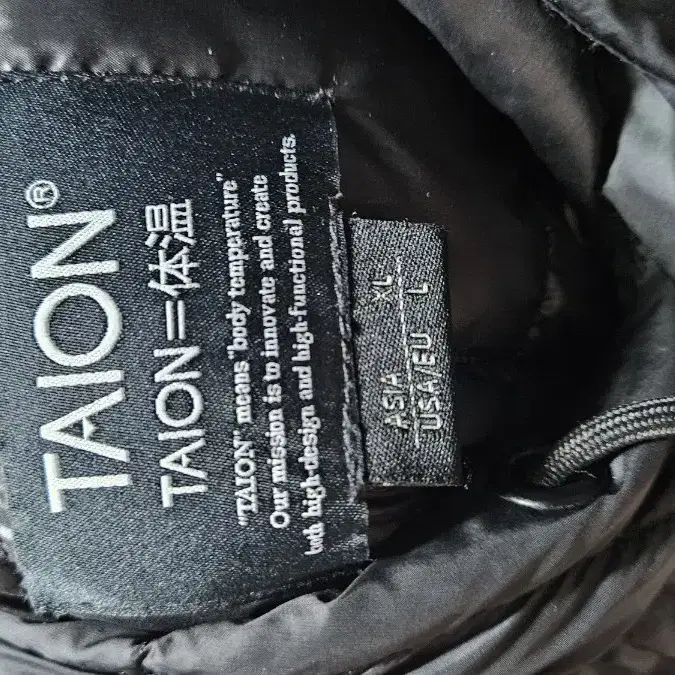 TAION®
TAION=体温
"TAION" means "body temperature"
Our mission is to innovate and create
both high-design and high-functional products.
ASIA XL
USA/EU L